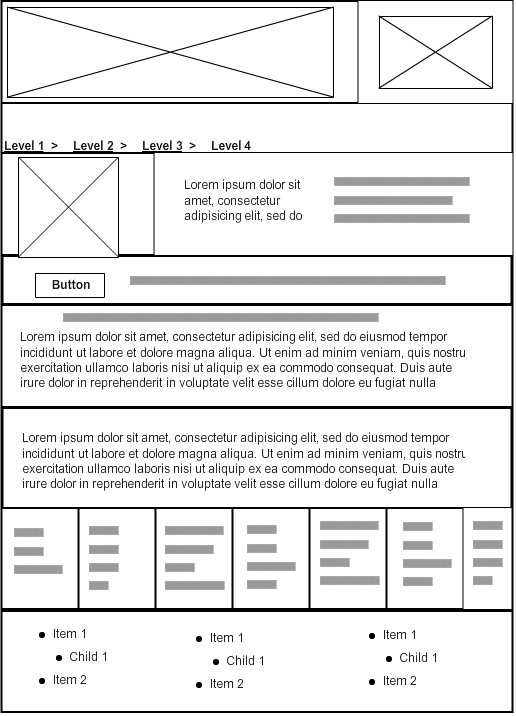 Level 1 > Level 2 > Level 3 > Level 4
Lorem ipsum dolor sit
amet, consectetur
adipisicing elit, sed do
Button
Lorem ipsum dolor sit amet, consectetur adipisicing elit, sed do eiusmod tempor
incididunt ut labore et dolore magna aliqua. Ut enim ad minim veniam, quis nostru
exercitation ullamco laboris nisi ut aliquip ex ea commodo consequat. Duis aute
irure dolor in reprehenderit in voluptate velit esse cillum dolore eu fugiat nulla
Lorem ipsum dolor sit amet, consectetur adipisicing elit, sed do eiusmod tempor
incididunt ut labore et dolore magna aliqua. Ut enim ad minim veniam, quis nostru
exercitation ullamco laboris nisi ut aliquip ex ea commodo consequat. Duis aute
irure dolor in reprehenderit in voluptate velit esse cillum dolore eu fugiat nulla
Item 1
Child 1
Item 2
Item 1
Child 1
Item 2
Item 1
Child 1
Item 2